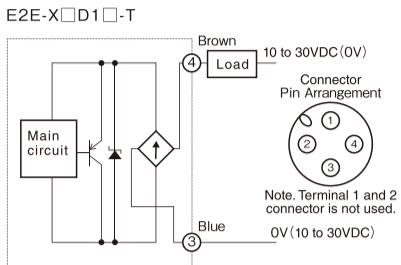 E2E-X□D1□-T
Brown
4
Load
10 to 30VDC(0V)
Connector
Pin Arrangement
Main
circuit
1
2
4
3
Note. Terminal 1 and 2
connector is not used.
Blue
3
0V(10 to 30VDC)